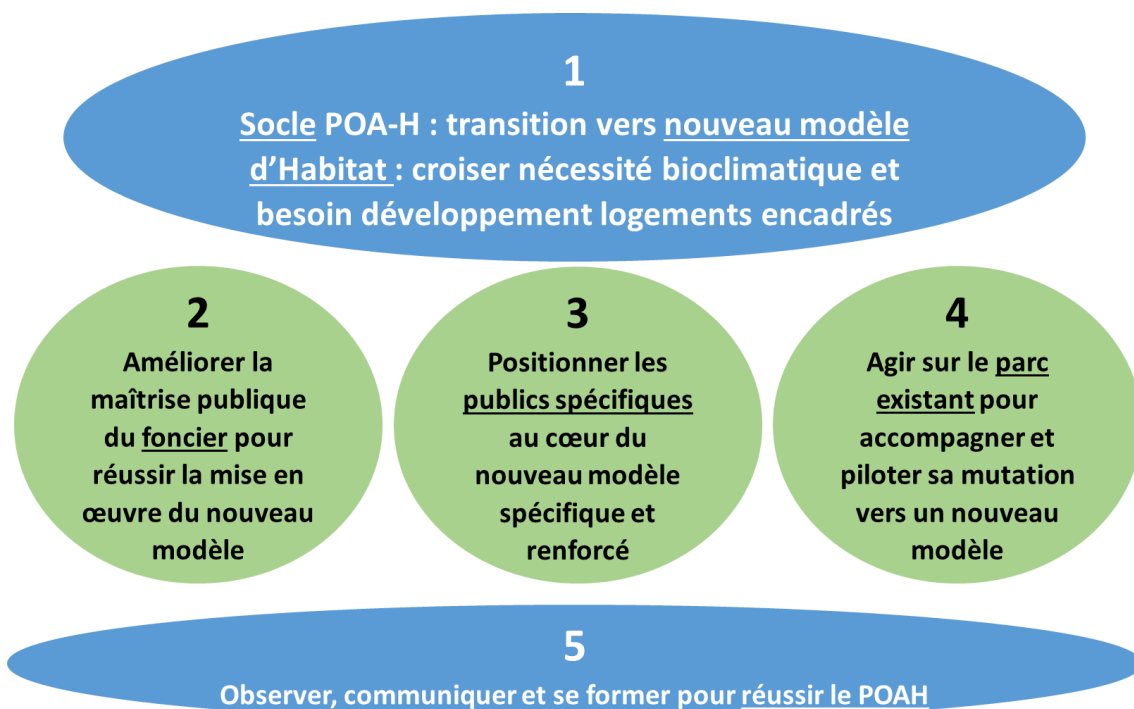 1
Socle POA-H : transition vers nouveau modèle
d’Habitat : croiser nécessité bioclimatique et
besoin développement logements encadrés
2
Améliorer la
maîtrise publique
du foncier pour
réussir la mise en
œuvre du nouveau
modèle
3
Positionner les
publics spécifiques
au cœur du
nouveau modèle
spécifique et
renforcé
4
Agir sur le parc
existant pour
accompagner et
piloter sa mutation
vers un nouveau
modèle
5
Observer, communiquer et se former pour réussir le POAH